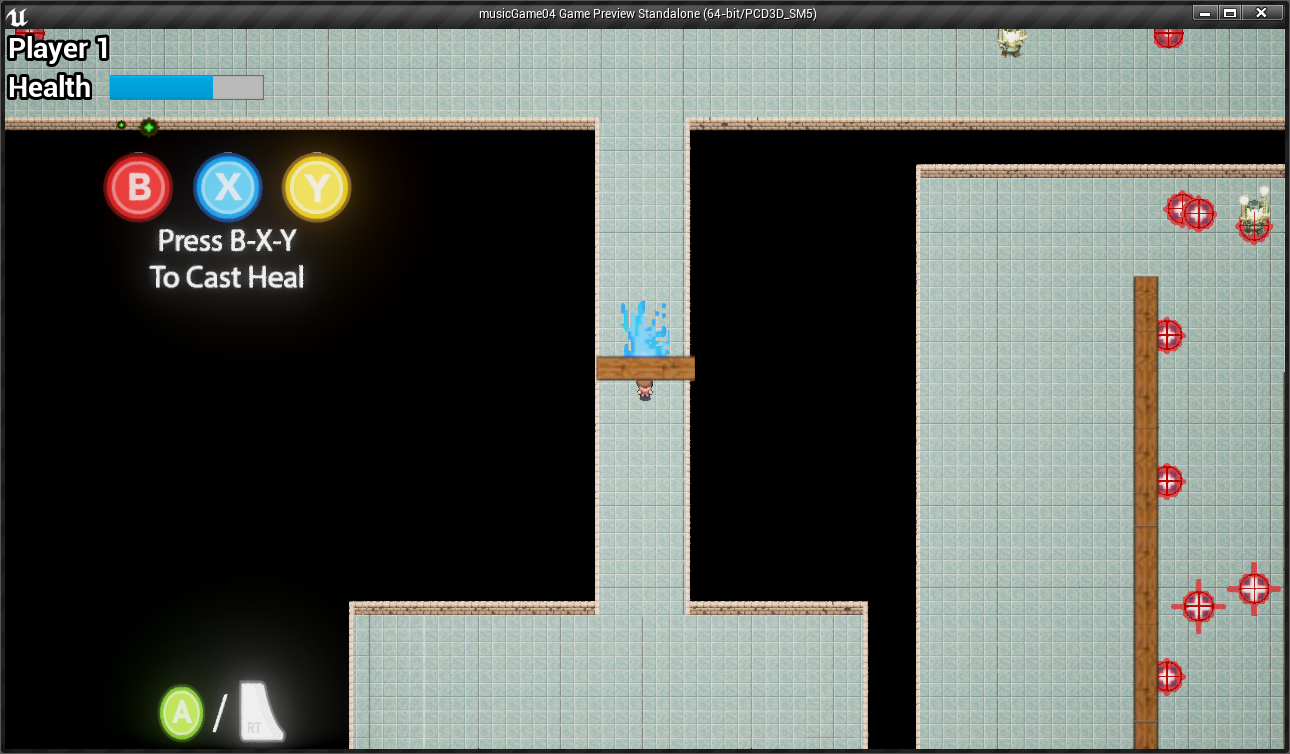 musicGame04 Game Preview Standalone (64-bit/PCD3D_SM5)
Player 1
Health
B X Y
Press B-X-Y
To Cast Heal
A / RT